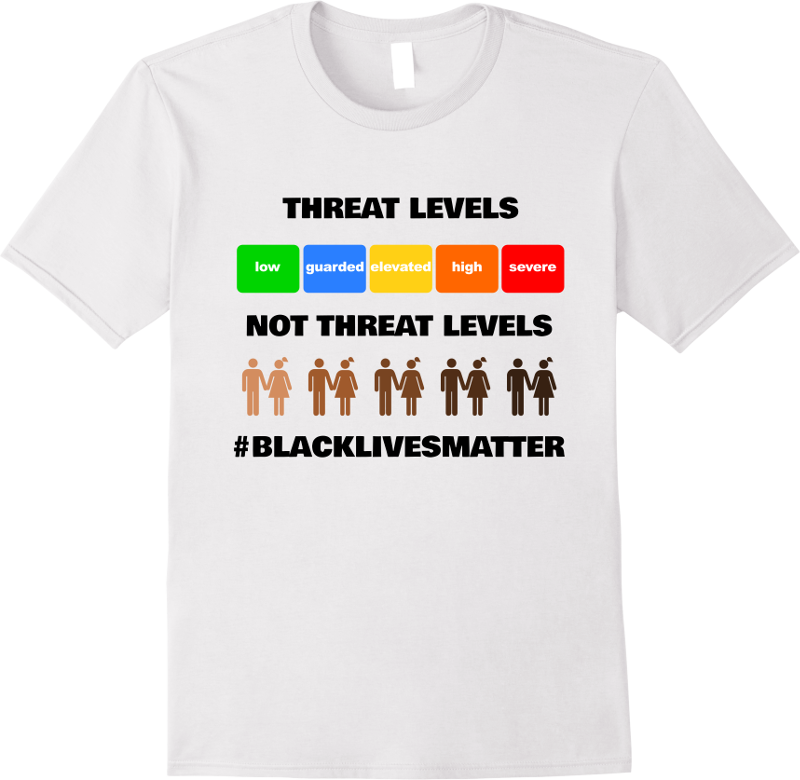 THREAT LEVELS
low guarded elevated high severe
NOT THREAT LEVELS
#BLACKLIVESMATTER